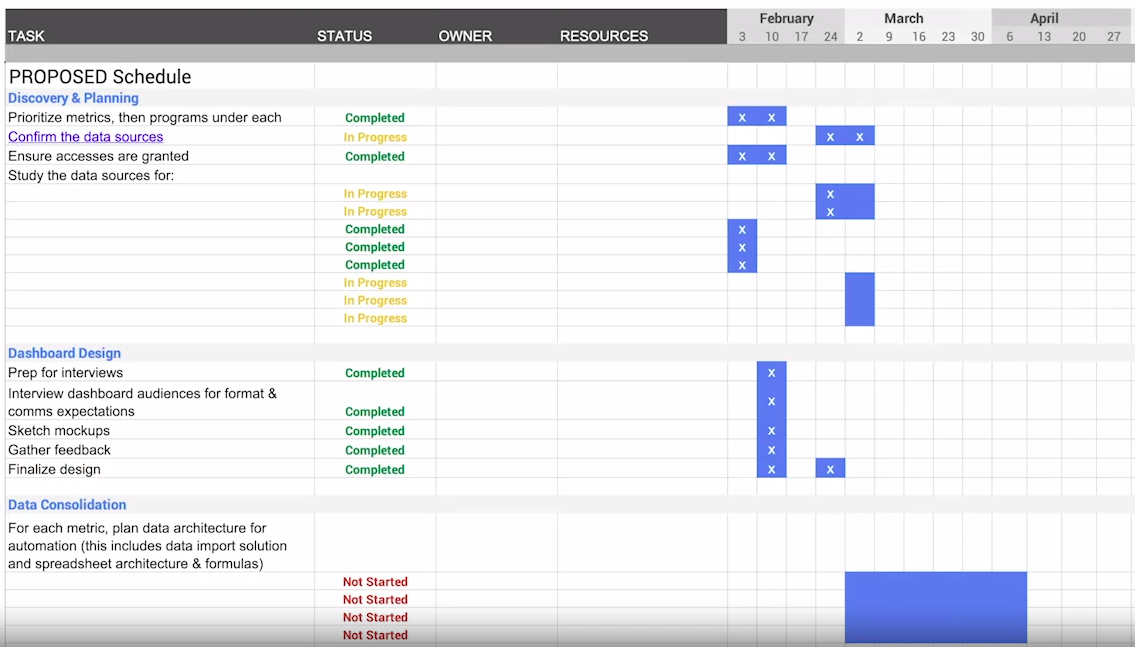 February March April
TASK STATUS OWNER RESOURCES 3 10 17 24 2 9 16 23 30 6 13 20 27
PROPOSED Schedule
Discovery & Planning
Prioritize metrics, then programs under each Completed x x
Confirm the data sources In Progress x x
Ensure accesses are granted Completed x x
Study the data sources for:
In Progress x
In Progress x
Completed x
Completed x
Completed x
In Progress
In Progress
In Progress
Dashboard Design
Prep for interviews Completed x
Interview dashboard audiences for format & x
comms expectations Completed
Sketch mockups Completed x
Gather feedback Completed x
Finalize design Completed x x
Data Consolidation
For each metric, plan data architecture for
automation (this includes data import solution
and spreadsheet architecture & formulas)
Not Started
Not Started
Not Started
Not Started